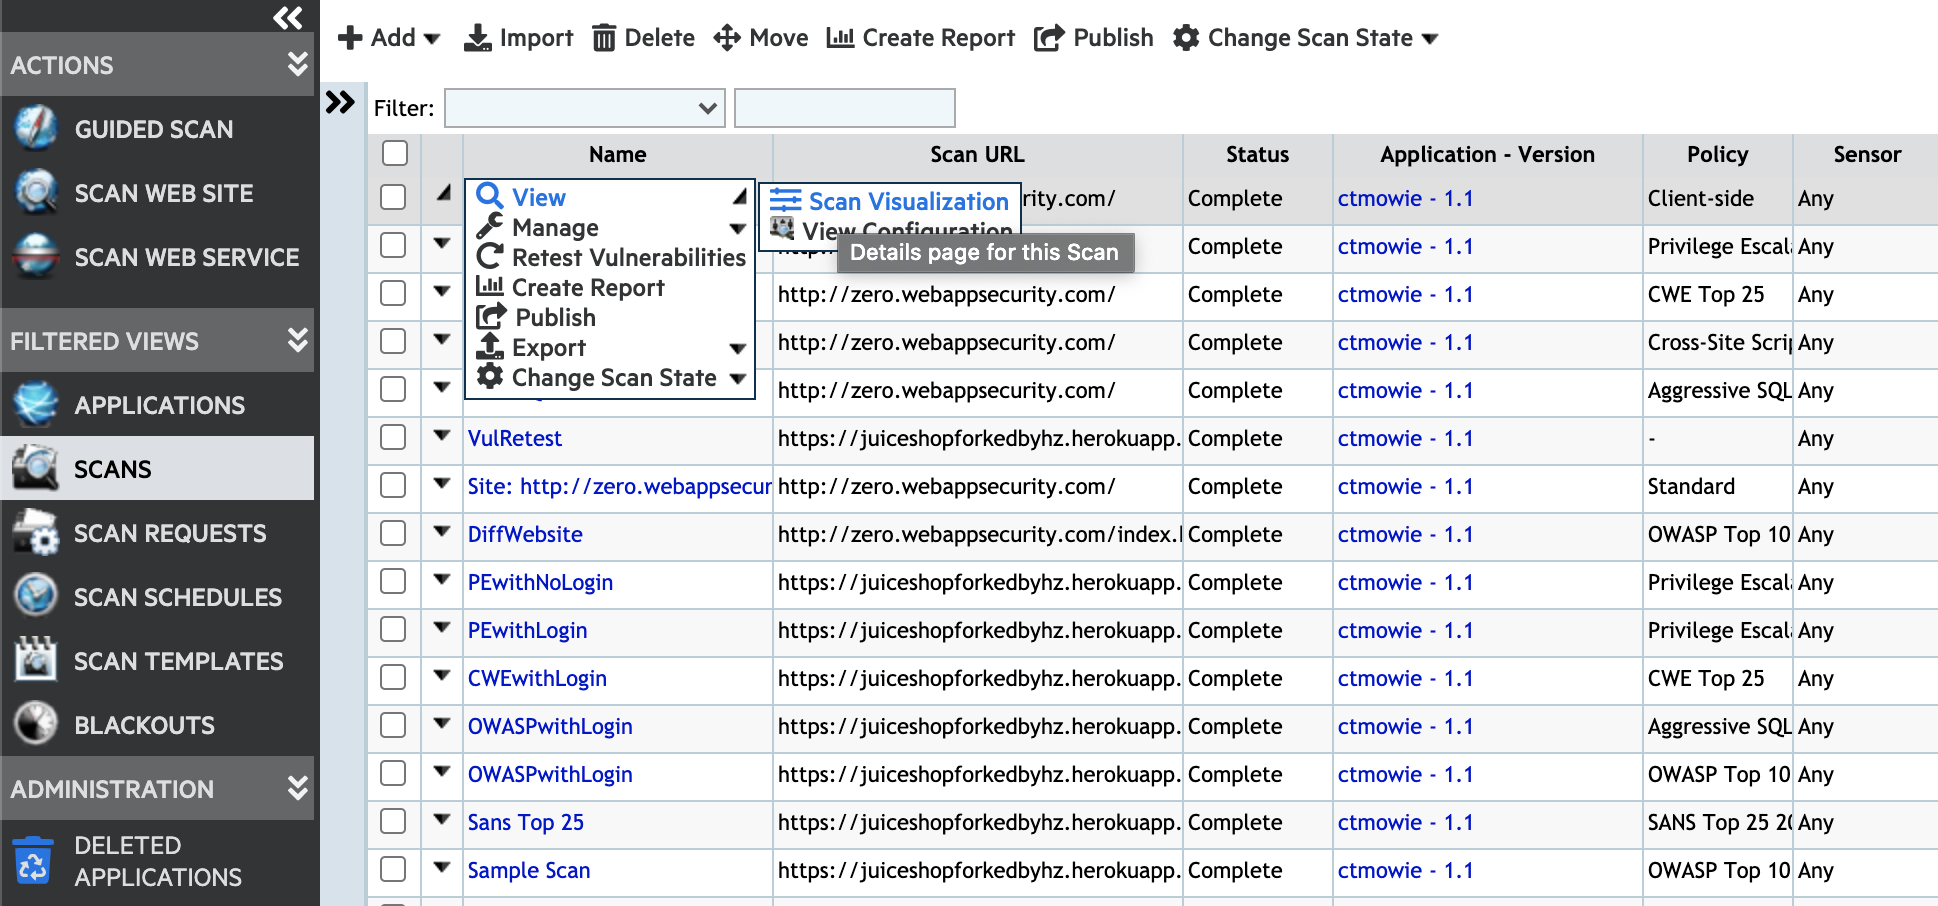 Add Import Delete Move Create Report Publish Change Scan State
ACTIONS
GUIDED SCAN
SCAN WEB SITE
SCAN WEB SERVICE
FILTERED VIEWS
APPLICATIONS
SCANS
SCAN REQUESTS
SCAN SCHEDULES
SCAN TEMPLATES
BLACKOUTS
ADMINISTRATION
DELETED
APPLICATIONS
Filter:
Name Scan URL Status Application - Version Policy Sensor
View
Manage
Retest Vulnerabilities
Create Report
Publish
Export
Change Scan State
Scan Visualization
View Configuration
Details page for this Scan
rity.com/ Complete ctmowie - 1.1 Client-side Any
Complete ctmowie - 1.1 Privilege Escal Any
http://zero.webappsecurity.com/ Complete ctmowie - 1.1 CWE Top 25 Any
http://zero.webappsecurity.com/ Complete ctmowie - 1.1 Cross-Site Scrip Any
http://zero.webappsecurity.com/ Complete ctmowie - 1.1 Aggressive SQL Any
VulRetest https://juiceshopforkedbyhz.herokuapp. Complete ctmowie - 1.1 - Any
Site: http://zero.webappsecur http://zero.webappsecurity.com/ Complete ctmowie - 1.1 Standard Any
DiffWebsite http://zero.webappsecurity.com/index. Complete ctmowie - 1.1 OWASP Top 10 Any
PEwithNoLogin https://juiceshopforkedbyhz.herokuapp. Complete ctmowie - 1.1 Privilege Escal Any
PEwithLogin https://juiceshopforkedbyhz.herokuapp. Complete ctmowie - 1.1 Privilege Escal Any
CWEwithLogin https://juiceshopforkedbyhz.herokuapp. Complete ctmowie - 1.1 CWE Top 25 Any
OWASPwithLogin https://juiceshopforkedbyhz.herokuapp. Complete ctmowie - 1.1 Aggressive SQL Any
OWASPwithLogin https://juiceshopforkedbyhz.herokuapp. Complete ctmowie - 1.1 OWASP Top 10 Any
Sans Top 25 https://juiceshopforkedbyhz.herokuapp. Complete ctmowie - 1.1 SANS Top 25 20 Any
Sample Scan https://juiceshopforkedbyhz.herokuapp. Complete ctmowie - 1.1 OWASP Top 10 Any